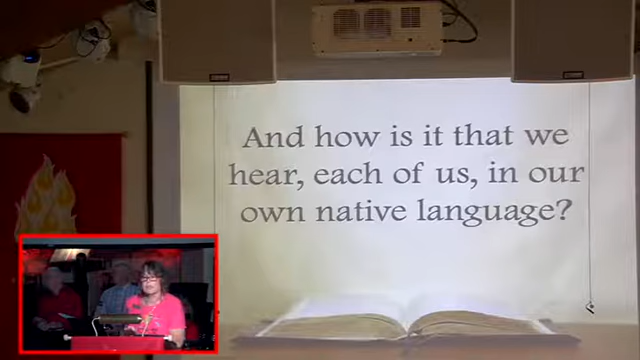 And how is it that we
hear, each of us, in our
own native language?